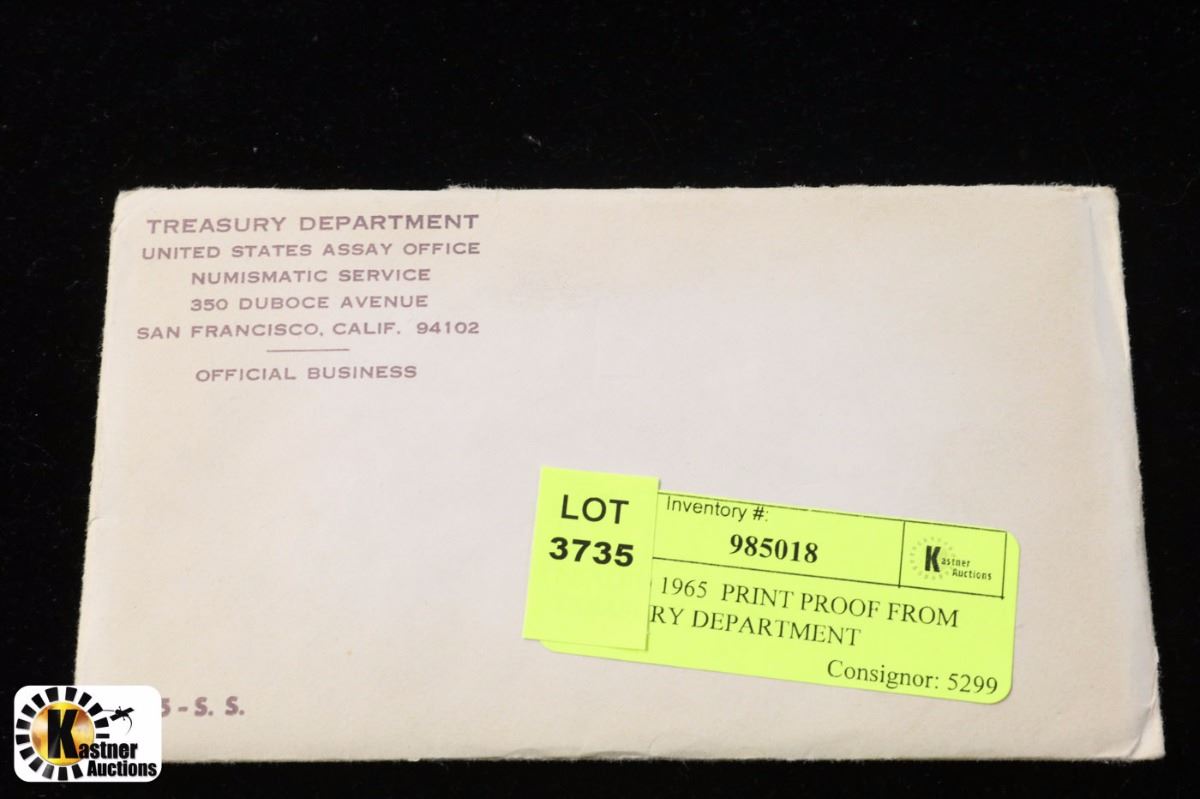 TREASURY DEPARTMENT
UNITED STATES ASSAY OFFICE
NUMISMATIC SERVICE
350 DUBOCE AVENUE
SAN FRANCISCO, CALIF. 94102
OFFICIAL BUSINESS
LOT
3735
Inventory #:
985018
Kastner
Auctions
1965 PRINT PROOF FROM
RY DEPARTMENT
Consignor: 5299
5 - S. S.
Kastner
Auctions